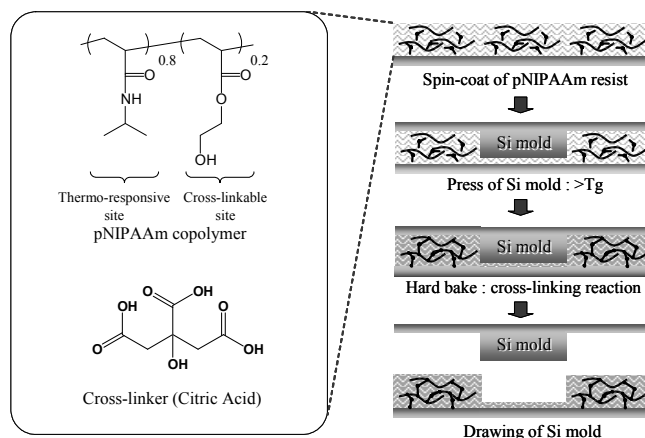 0.8
0.2
O
O
NH
O
OH
Thermo-responsive
site
Cross-linkable
site
pNIPAAm copolymer
O
OH
OH
O
O
OH
OH
Cross-linker (Citric Acid)
Spin-coat of pNIPAAm resist
Si mold
Press of Si mold : >Tg
Si mold
Hard bake : cross-linking reaction
Si mold
Drawing of Si mold